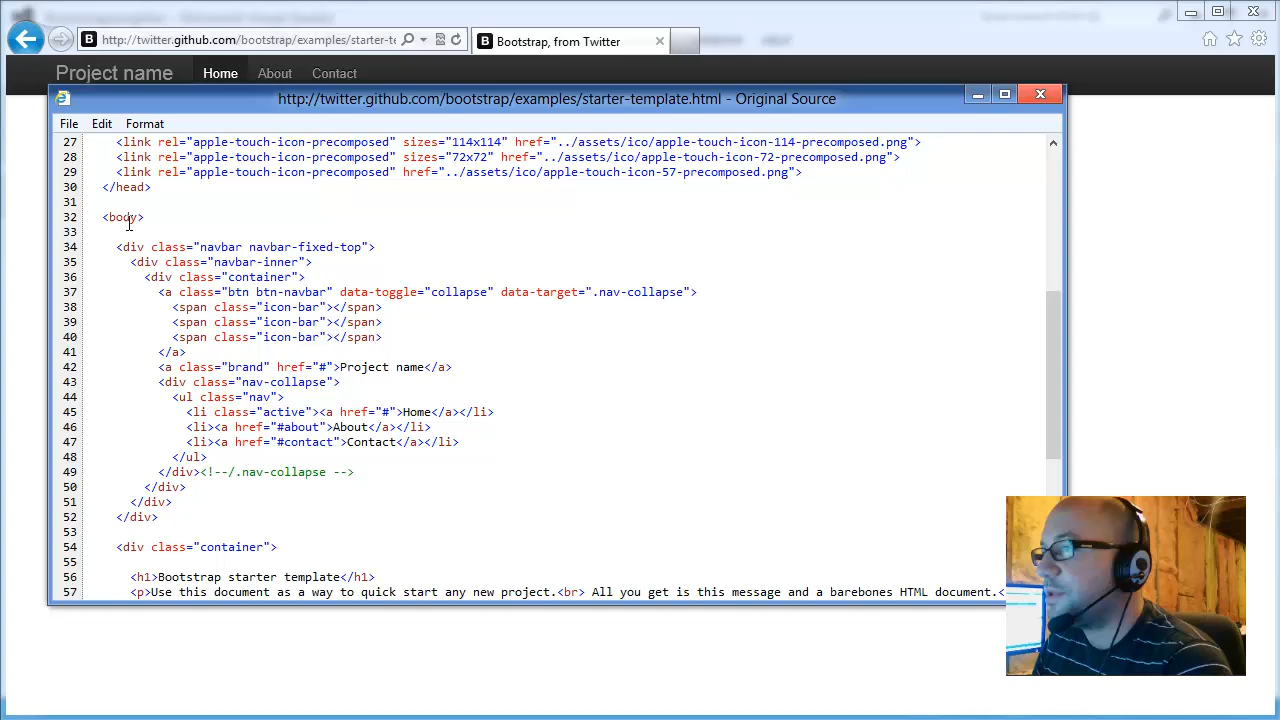 http://twitter.github.com/bootstrap/examples/starter-te
Bootstrap, from Twitter
Project name
Home
About
Contact
http://twitter.github.com/bootstrap/examples/starter-template.html - Original Source
File
Edit
Format
27 <link rel="apple-touch-icon-precomposed" sizes="114x114" href="../assets/ico/apple-touch-icon-114-precomposed.png">
28 <link rel="apple-touch-icon-precomposed" sizes="72x72" href="../assets/ico/apple-touch-icon-72-precomposed.png">
29 <link rel="apple-touch-icon-precomposed" href="../assets/ico/apple-touch-icon-57-precomposed.png">
30 </head>
31
32 <body>
33
34 <div class="navbar navbar-fixed-top">
35 <div class="navbar-inner">
36 <div class="container">
37 <a class="btn btn-navbar" data-toggle="collapse" data-target=".nav-collapse">
38 <span class="icon-bar"></span>
39 <span class="icon-bar"></span>
40 <span class="icon-bar"></span>
41 </a>
42 <a class="brand" href="#">Project name</a>
43 <div class="nav-collapse">
44 <ul class="nav">
45 <li class="active"><a href="#">Home</a></li>
46 <li><a href="#about">About</a></li>
47 <li><a href="#contact">Contact</a></li>
48 </ul>
49 </div><!--/.nav-collapse -->
50 </div>
51 </div>
52 </div>
53
54 <div class="container">
55
56 <h1>Bootstrap starter template</h1>
57 <p>Use this document as a way to quick start any new project.<br> All you get is this message and a barebones HTML document.<